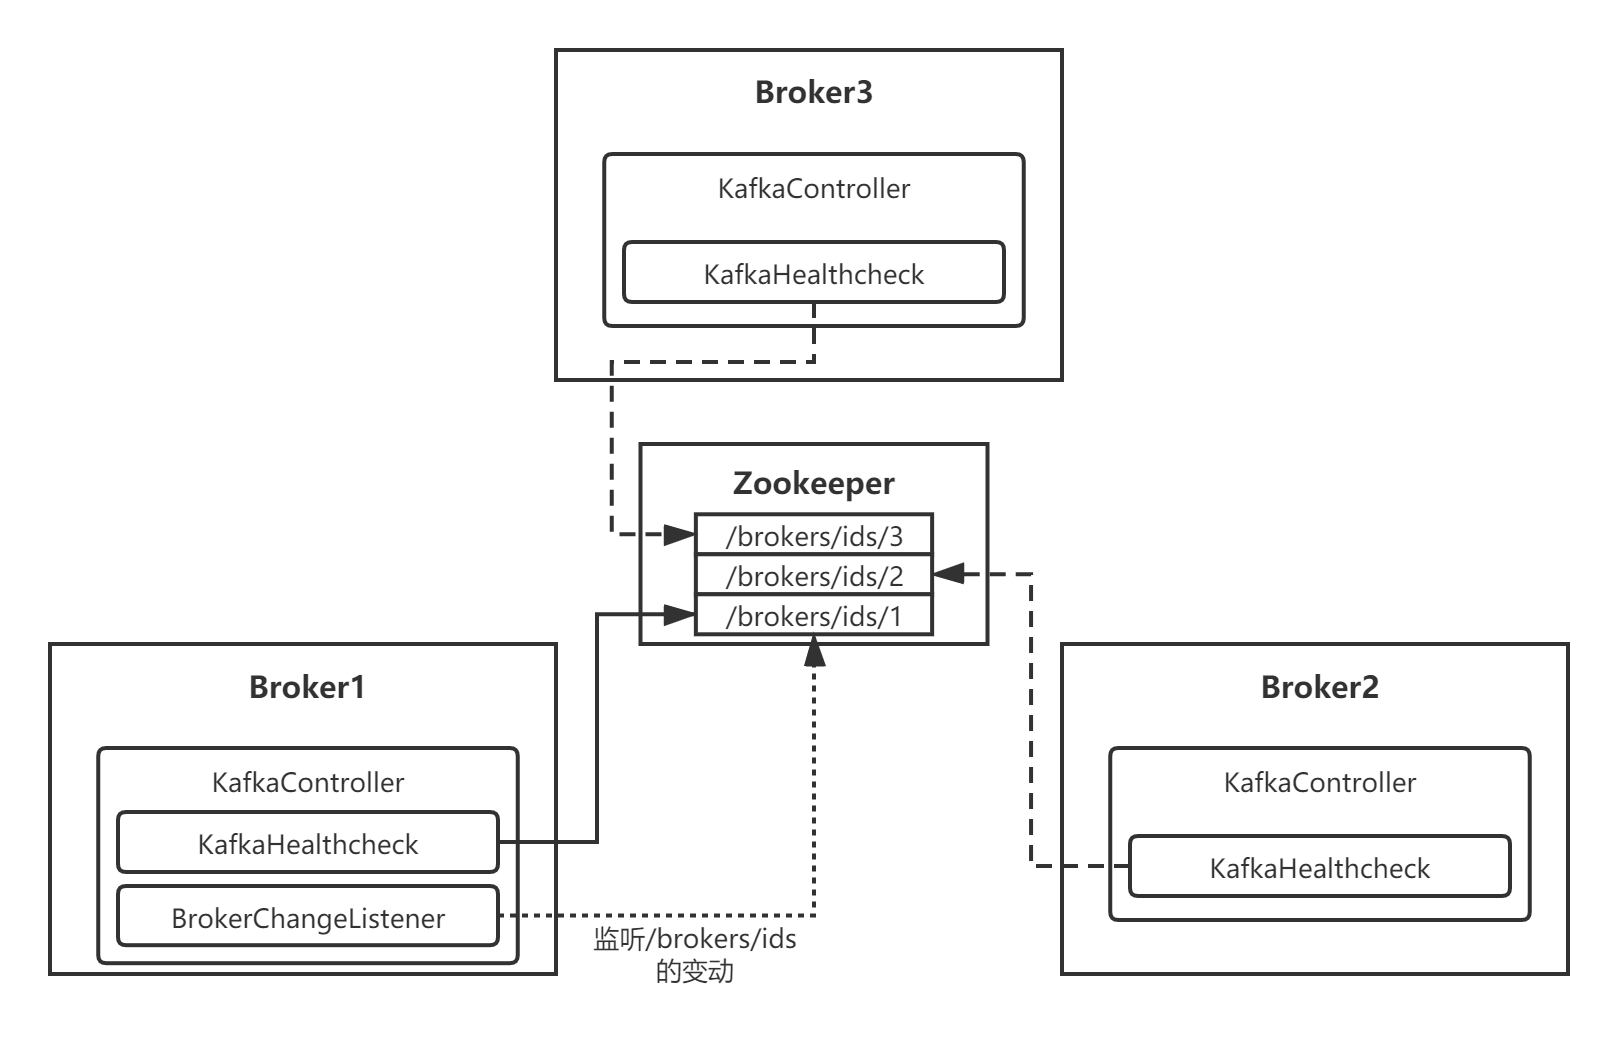 Broker3
KafkaController
KafkaHealthcheck
Zookeeper
/brokers/ids/3
/brokers/ids/2
/brokers/ids/1
Broker1
KafkaController
KafkaHealthcheck
BrokerChangeListener
监听/brokers/ids
的变动
Broker2
KafkaController
KafkaHealthcheck